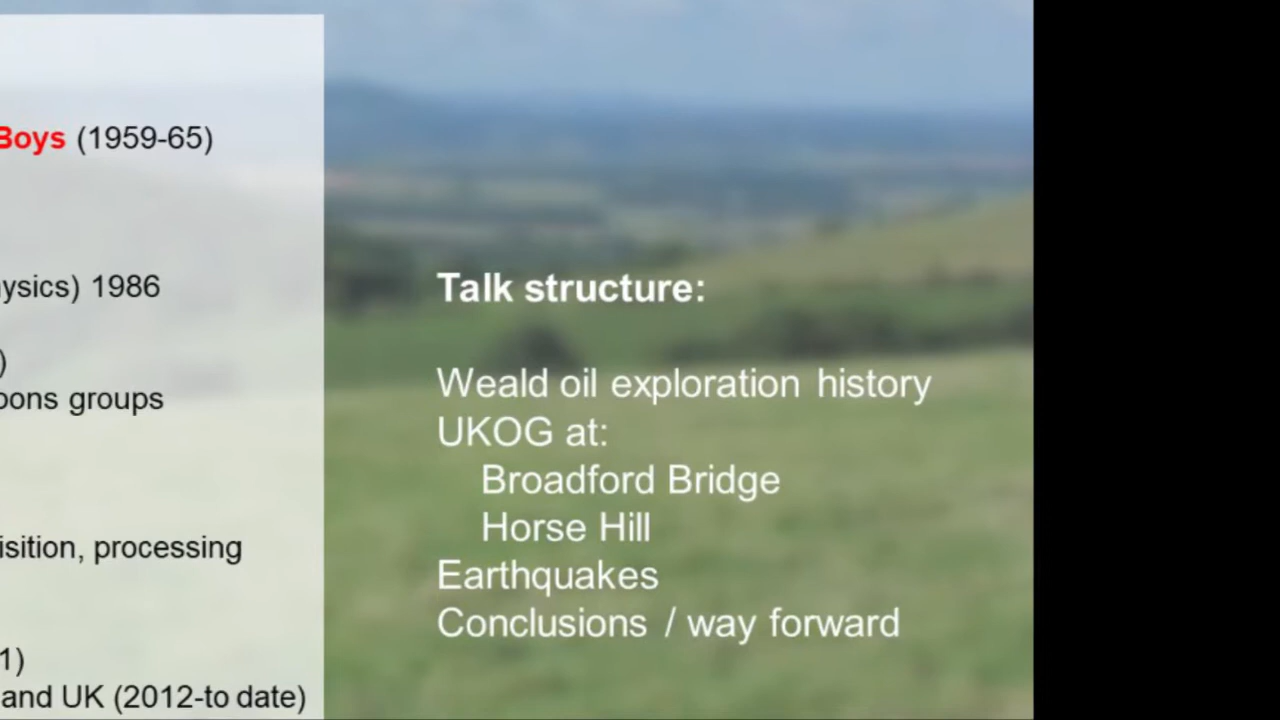 Boys (1959-65)
ysics) 1986
)
oons groups
isition, processing
1)
and UK (2012-to date)
Talk structure:
Weald oil exploration history
UKOG at:
Broadford Bridge
Horse Hill
Earthquakes
Conclusions / way forward